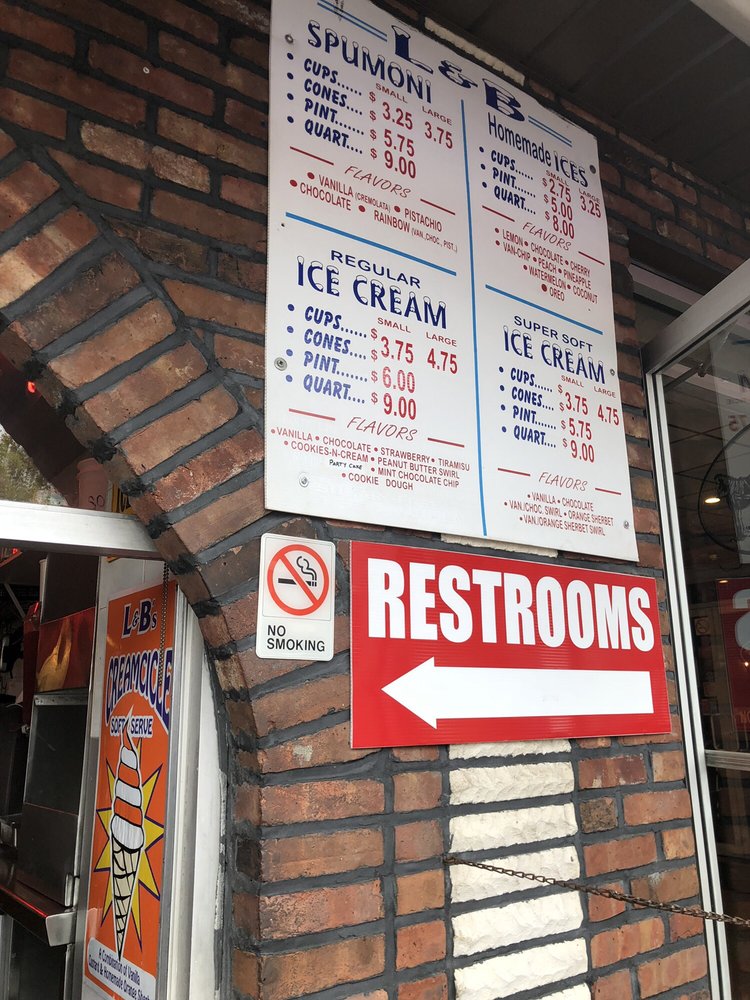 L&B
SPUMONI
SMALL LARGE
• CUPS...... $ 3.25 3.75
• CONES....
• PINT...... $ 5.75
• QUART.... $ 9.00
FLAVORS
• VANILLA (CREMOLATA) • PISTACHIO
• CHOCOLATE • RAINBOW (VAN.,CHOC., PIST.)
Homemade ICES
SMALL LARGE
• CUPS...... $ 2.75 3.25
• PINT....... $ 5.00
• QUART.... $ 8.00
FLAVORS
• LEMON • CHOCOLATE • CHERRY
• VAN-CHIP • PEACH • PINEAPPLE
• WATERMELON • COCONUT
• OREO
REGULAR
ICE CREAM
SMALL LARGE
• CUPS...... $ 3.75 4.75
• CONES....
• PINT........ $ 6.00
• QUART.... $ 9.00
FLAVORS
• VANILLA • CHOCOLATE • STRAWBERRY • TIRAMISU
• COOKIES-N-CREAM • PEANUT BUTTER SWIRL
PARTY CAKE • MINT CHOCOLATE CHIP
• COOKIE DOUGH
SUPER SOFT
ICE CREAM
SMALL LARGE
• CUPS...... $ 3.75 4.75
• CONES....
• PINT...... $ 5.75
• QUART.... $ 9.00
FLAVORS
• VANILLA • CHOCOLATE
• VAN./CHOC. SWIRL • ORANGE SHERBET
• VAN./ORANGE SHERBET SWIRL
NO
SMOKING
RESTROOMS
L&B's
CREAMCICLE
SOFT SERVE
A Combination of Vanilla